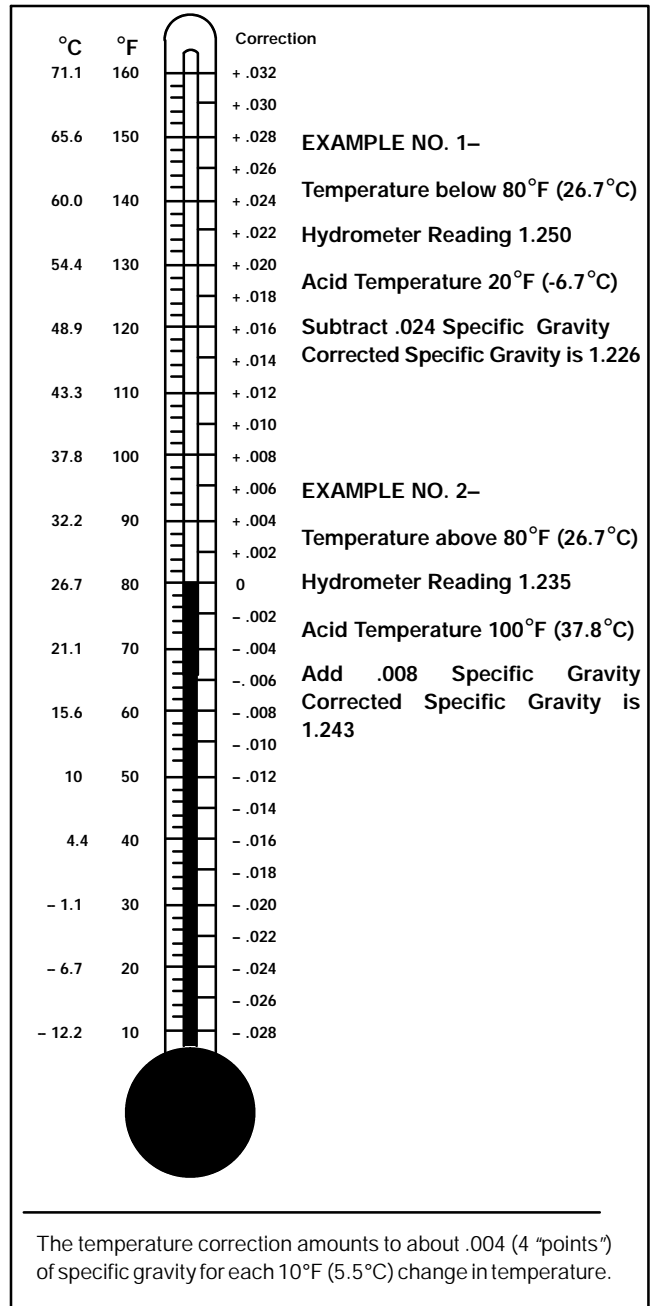 °C °F Correction
71.1 160 + .032
+ .030
65.6 150 + .028
+ .026
60.0 140 + .024
+ .022
54.4 130 + .020
+ .018
48.9 120 + .016
+ .014
43.3 110 + .012
+ .010
37.8 100 + .008
+ .006
32.2 90 + .004
+ .002
26.7 80 0
– .002
21.1 70 – .004
–. 006
15.6 60 – .008
– .010
10 50 – .012
– .014
4.4 40 – .016
– .018
– 1.1 30 – .020
– .022
– 6.7 20 – .024
– .026
– 12.2 10 – .028
EXAMPLE NO. 1–
Temperature below 80°F (26.7°C)
Hydrometer Reading 1.250
Acid Temperature 20°F (-6.7°C)
Subtract .024 Specific Gravity
Corrected Specific Gravity is 1.226
EXAMPLE NO. 2–
Temperature above 80°F (26.7°C)
Hydrometer Reading 1.235
Acid Temperature 100°F (37.8°C)
Add .008 Specific Gravity
Corrected Specific Gravity is
1.243
The temperature correction amounts to about .004 (4 “points”)
of specific gravity for each 10°F (5.5°C) change in temperature.